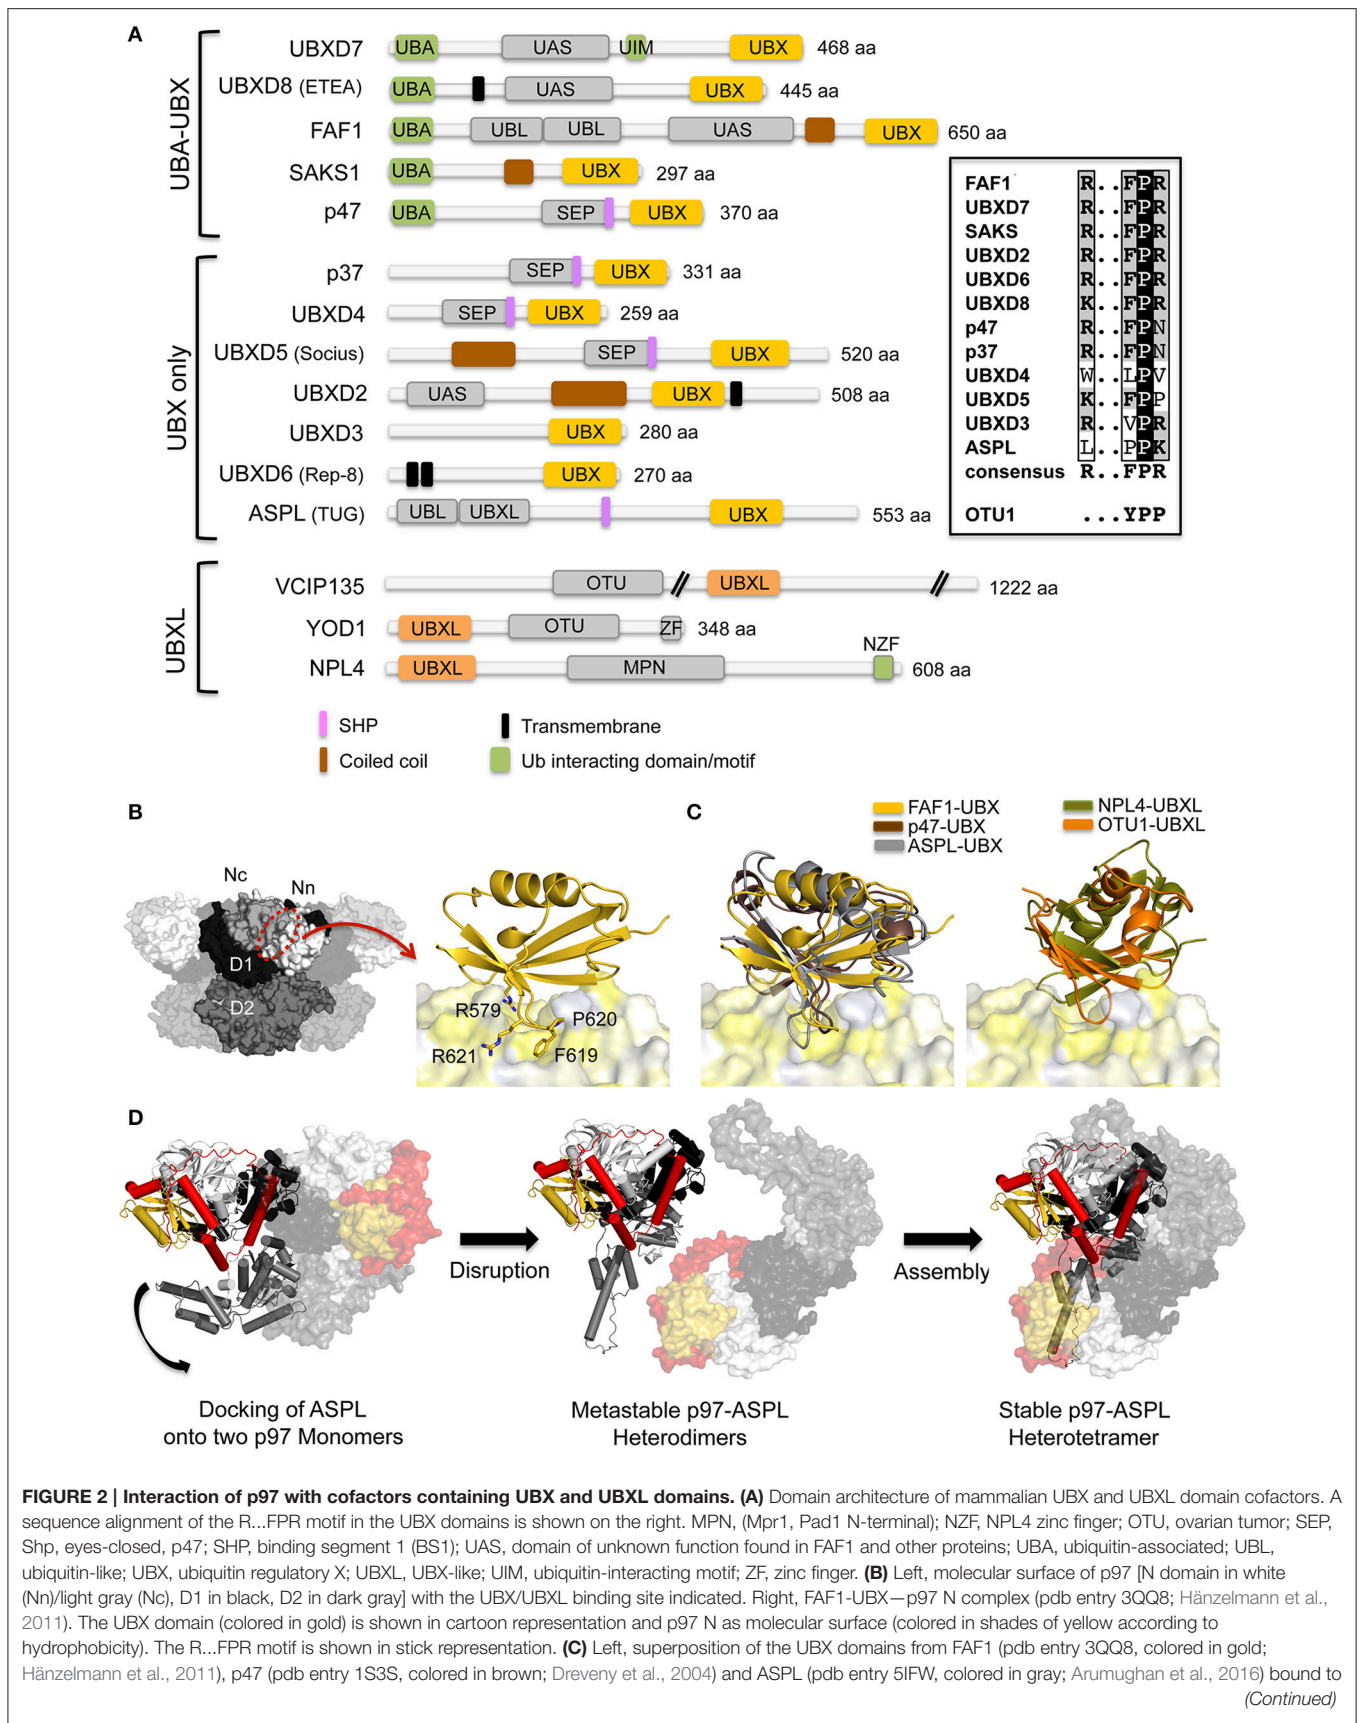 A
UBA-UBX
UBXD7 UBA UAS UIM UBX 468 aa
UBXD8 (ETEA) UBA UAS UBX 445 aa
FAF1 UBA UBL UBL UAS UBX 650 aa
SAKS1 UBA UBX 297 aa
p47 UBA SEP UBX 370 aa
UBX only
p37 SEP UBX 331 aa
UBXD4 SEP UBX 259 aa
UBXD5 (Socius) SEP UBX 520 aa
UBXD2 UAS UBX 508 aa
UBXD3 UBX 280 aa
UBXD6 (Rep-8) UBX 270 aa
ASPL (TUG) UBL UBXL UBX 553 aa
UBXL
VCIP135 OTU UBXL 1222 aa
YOD1 UBXL OTU ZF 348 aa
NPL4 UBXL MPN NZF 608 aa
SHP Transmembrane
Coiled coil Ub interacting domain/motif
FAF1 R..FPR
UBXD7 R..FPR
SAKS R..FPR
UBXD2 R..FPR
UBXD6 R..FPR
UBXD8 K..FPR
p47 R..FPN
p37 R..FPN
UBXD4 W..LPV
UBXD5 K..FPP
UBXD3 R..VPR
ASPL L..PPK
consensus R..FPR
OTU1 ...YPP
B
Nc Nn
D1
D2
R579
P620
R621
F619
C
FAF1-UBX NPL4-UBXL
p47-UBX OTU1-UBXL
ASPL-UBX
D
Disruption
Assembly
Docking of ASPL
onto two p97 Monomers
Metastable p97-ASPL
Heterodimers
Stable p97-ASPL
Heterotetramer
FIGURE 2 | Interaction of p97 with cofactors containing UBX and UBXL domains. (A) Domain architecture of mammalian UBX and UBXL domain cofactors. A
sequence alignment of the R...FPR motif in the UBX domains is shown on the right. MPN, (Mpr1, Pad1 N-terminal); NZF, NPL4 zinc finger; OTU, ovarian tumor; SEP,
Shp, eyes-closed, p47; SHP, binding segment 1 (BS1); UAS, domain of unknown function found in FAF1 and other proteins; UBA, ubiquitin-associated; UBL,
ubiquitin-like; UBX, ubiquitin regulatory X; UBXL, UBX-like; UIM, ubiquitin-interacting motif; ZF, zinc finger. (B) Left, molecular surface of p97 [N domain in white
(Nn)/light gray (Nc), D1 in black, D2 in dark gray] with the UBX/UBXL binding site indicated. Right, FAF1-UBX—p97 N complex (pdb entry 3QQ8; Hänzelmann et al.,
2011). The UBX domain (colored in gold) is shown in cartoon representation and p97 N as molecular surface (colored in shades of yellow according to
hydrophobicity). The R...FPR motif is shown in stick representation. (C) Left, superposition of the UBX domains from FAF1 (pdb entry 3QQ8, colored in gold;
Hänzelmann et al., 2011), p47 (pdb entry 1S3S, colored in brown; Dreveny et al., 2004) and ASPL (pdb entry 5IFW, colored in gray; Arumughan et al., 2016) bound to
(Continued)